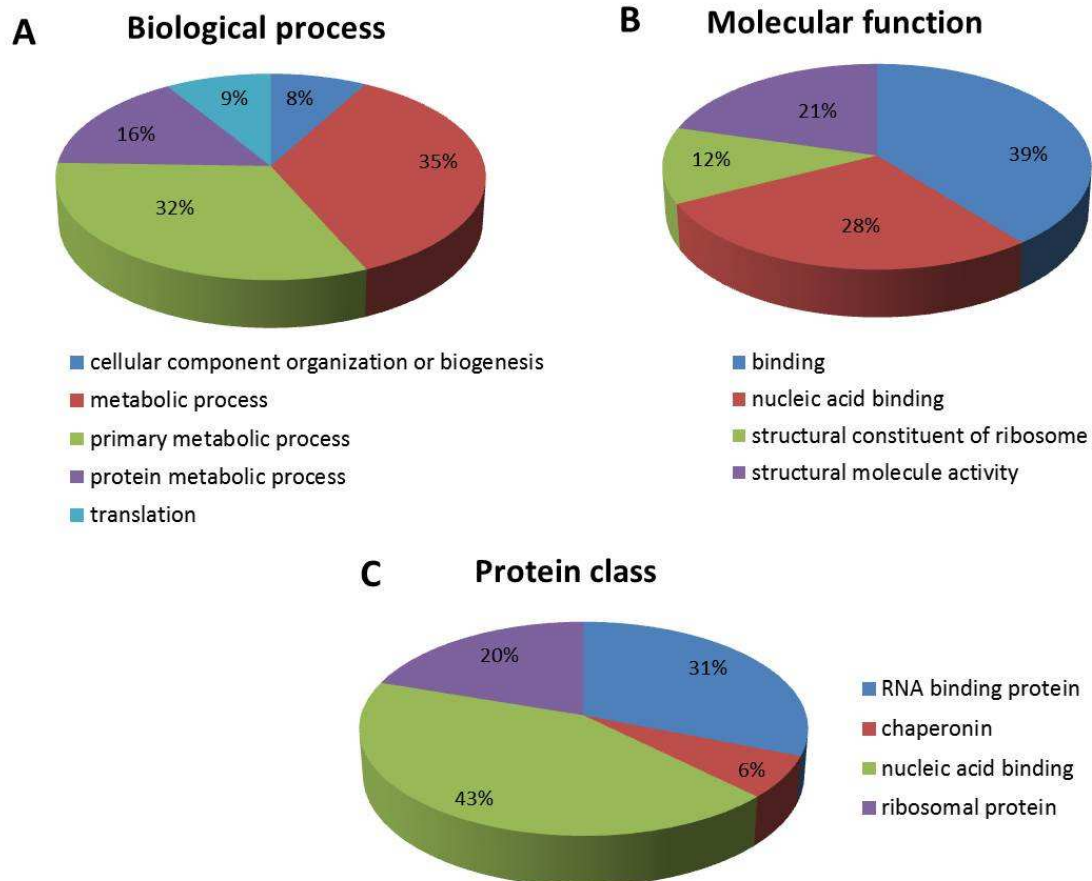 A
Biological process
9%
8%
16%
35%
32%
cellular component organization or biogenesis
metabolic process
primary metabolic process
protein metabolic process
translation
B
Molecular function
21%
12%
39%
28%
binding
nucleic acid binding
structural constituent of ribosome
structural molecule activity
C
Protein class
20%
31%
6%
43%
RNA binding protein
chaperonin
nucleic acid binding
ribosomal protein